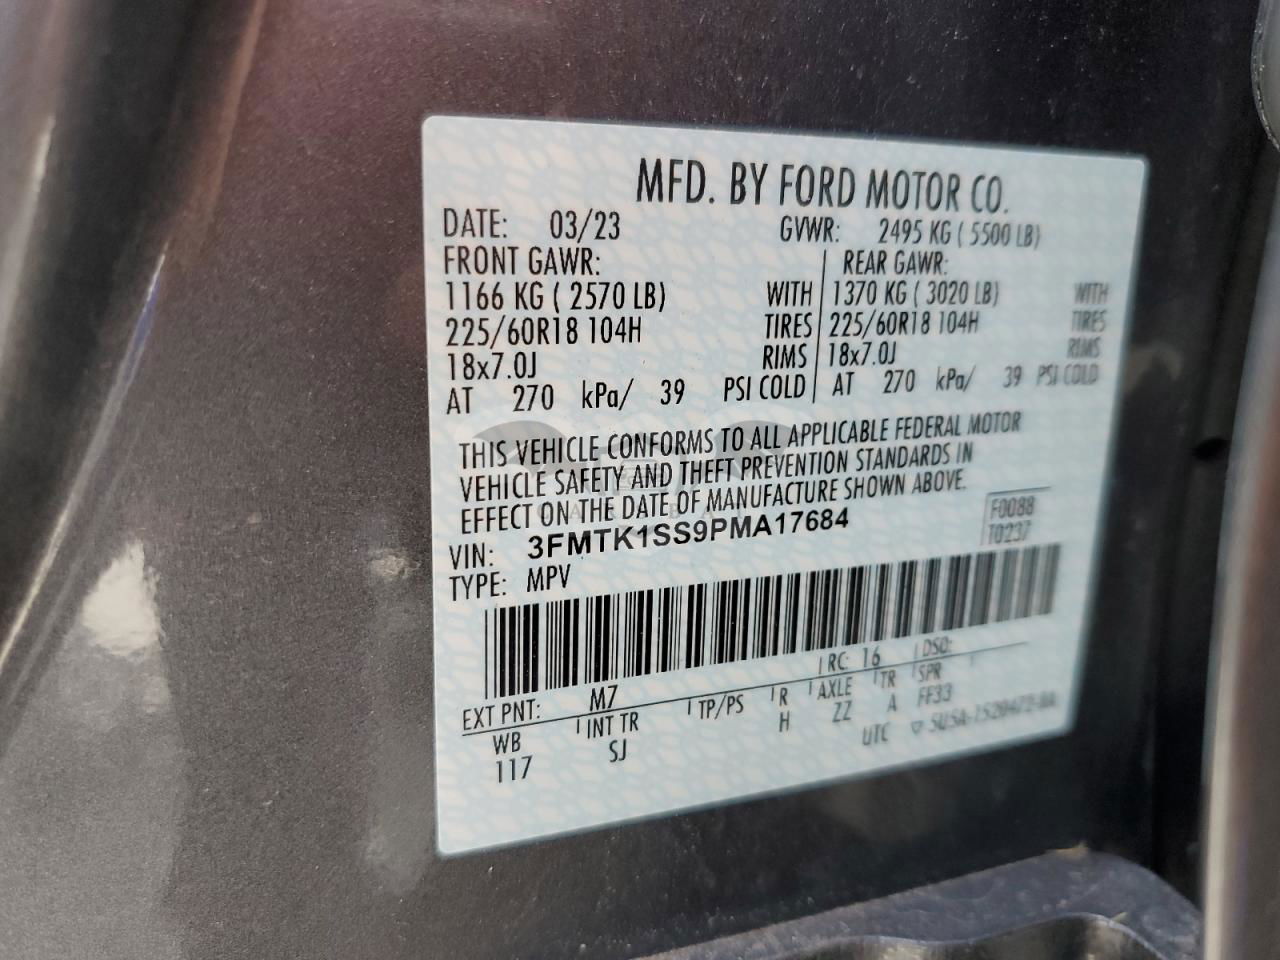 MFD. BY FORD MOTOR CO.
DATE: 03/23 GVWR: 2495 KG ( 5500 LB)
FRONT GAWR: REAR GAWR:
1166 KG ( 2570 LB) WITH 1370 KG ( 3020 LB) WITH
225/60R18 104H TIRES 225/60R18 104H TIRES
18x7.0J RIMS 18x7.0J RIMS
AT 270 kPa/ 39 PSI COLD AT 270 kPa/ 39 PSI COLD
THIS VEHICLE CONFORMS TO ALL APPLICABLE FEDERAL MOTOR
VEHICLE SAFETY AND THEFT PREVENTION STANDARDS IN
EFFECT ON THE DATE OF MANUFACTURE SHOWN ABOVE.
F0088
VIN: 3FMTK1SS9PMA17684 T0237
TYPE: MPV
EXT PNT: M7 RC: 16 DSO:
WB INT TR TP/PS R AXLE TR SPR
117 SJ H ZZ A FF33
UTC